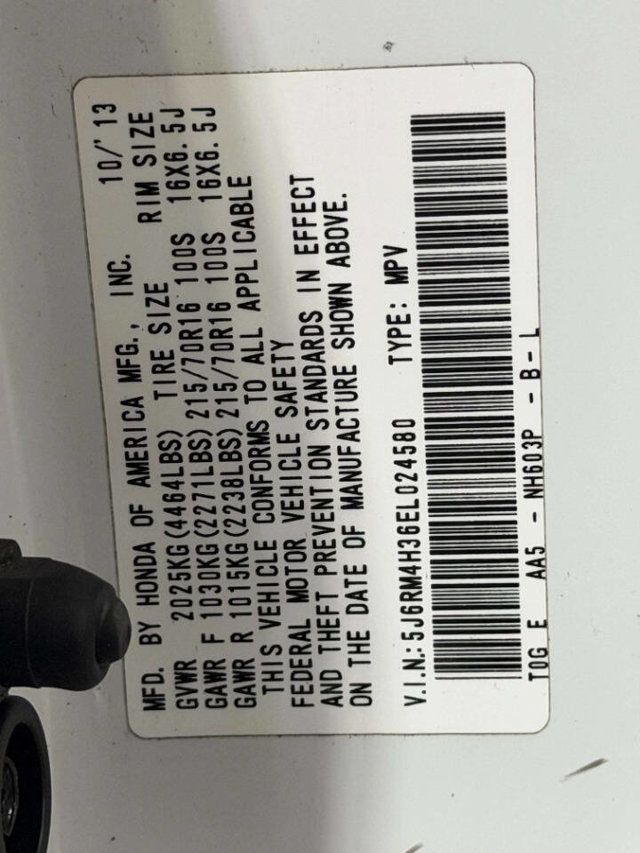 MFD. BY HONDA OF AMERICA MFG., INC. 10/'13
GVWR 2025KG(4464LBS) TIRE SIZE RIM SIZE
GAWR F 1030KG(2271LBS)215/70R16 100S 16X6.5J
GAWR R 1015KG(2238LBS)215/70R16 100S 16X6.5J
THIS VEHICLE CONFORMS TO ALL APPLICABLE
FEDERAL MOTOR VEHICLE SAFETY
AND THEFT PREVENTION STANDARDS IN EFFECT
ON THE DATE OF MANUFACTURE SHOWN ABOVE.
V.I.N.:5J6RM4H36EL024580 TYPE: MPV
T0G E AA5 - NH603P - B- L